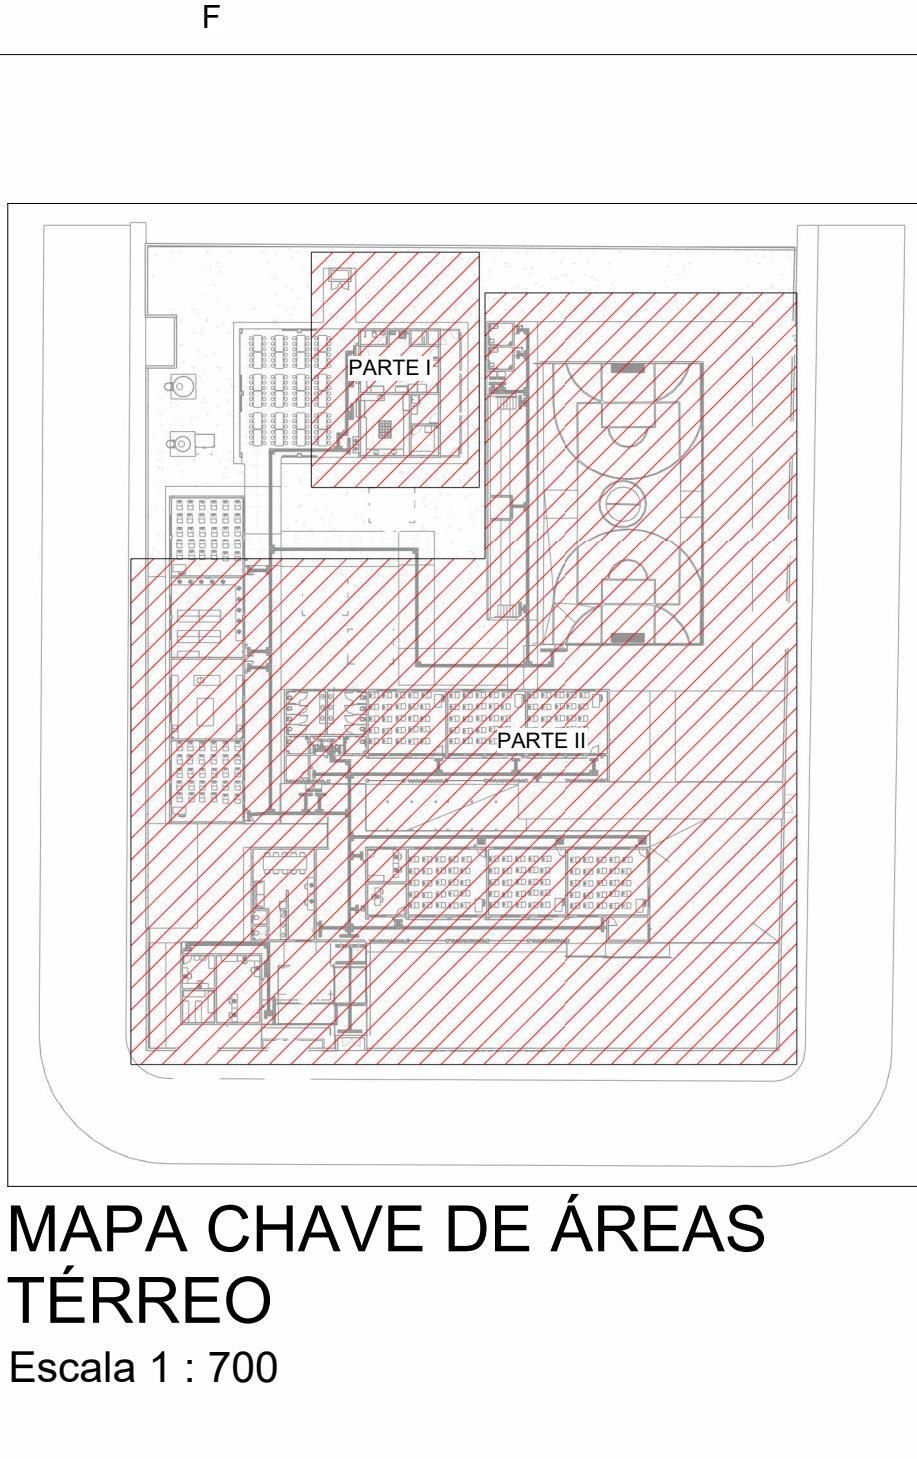 F
PARTE I
PARTE II
MAPA CHAVE DE ÁREAS
TÉRREO
Escala 1 : 700